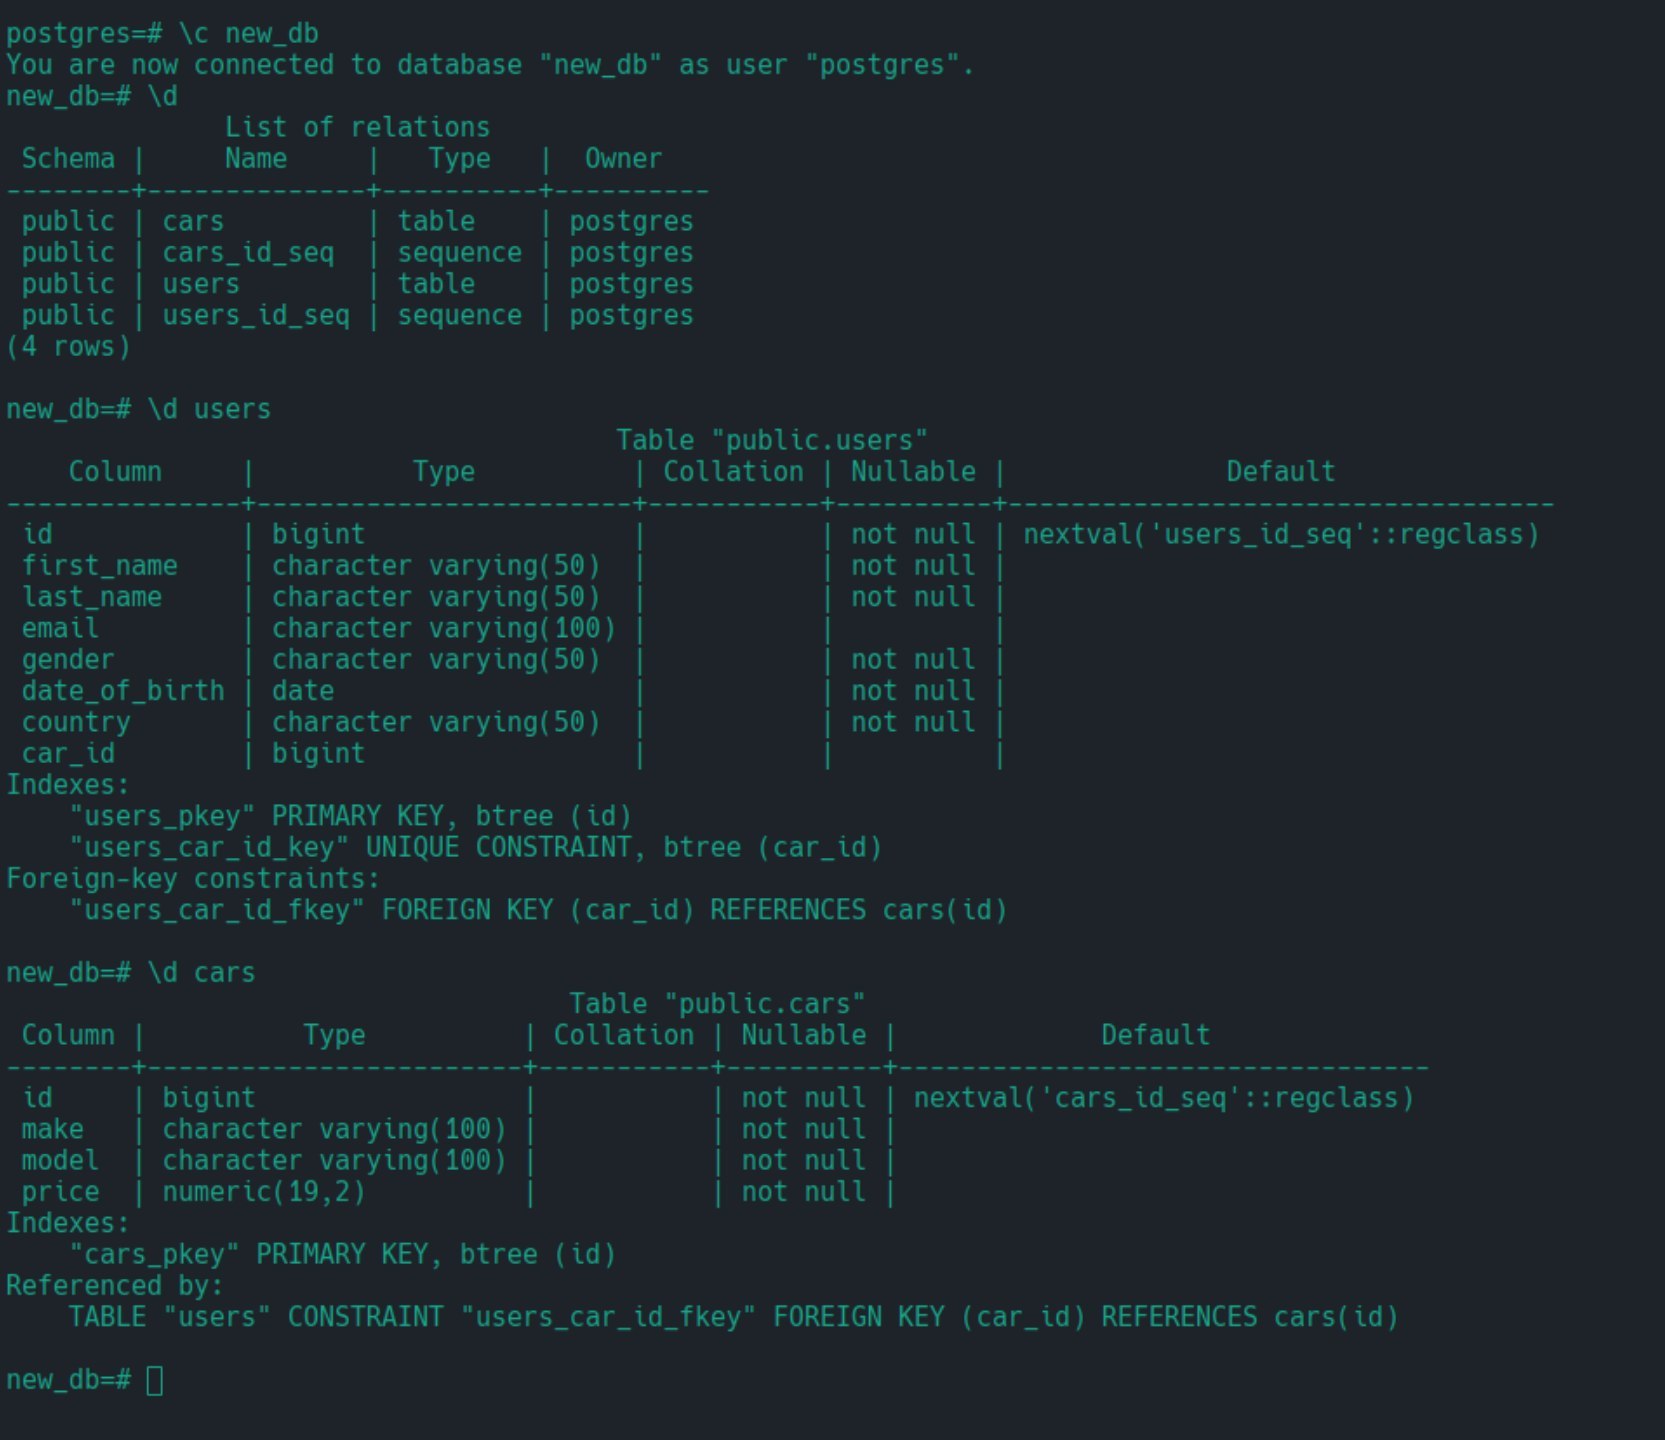 postgres=# \c new_db
You are now connected to database "new_db" as user "postgres".
new_db=# \d
              List of relations
 Schema |     Name     |   Type   |  Owner
--------+--------------+----------+----------
 public | cars         | table    | postgres
 public | cars_id_seq  | sequence | postgres
 public | users        | table    | postgres
 public | users_id_seq | sequence | postgres
(4 rows)

new_db=# \d users
                                       Table "public.users"
    Column     |          Type          | Collation | Nullable |              Default
---------------+------------------------+-----------+----------+-----------------------------------
 id            | bigint                 |           | not null | nextval('users_id_seq'::regclass)
 first_name    | character varying(50)  |           | not null |
 last_name     | character varying(50)  |           | not null |
 email         | character varying(100) |           |          |
 gender        | character varying(50)  |           | not null |
 date_of_birth | date                   |           | not null |
 country       | character varying(50)  |           | not null |
 car_id        | bigint                 |           |          |
Indexes:
    "users_pkey" PRIMARY KEY, btree (id)
    "users_car_id_key" UNIQUE CONSTRAINT, btree (car_id)
Foreign-key constraints:
    "users_car_id_fkey" FOREIGN KEY (car_id) REFERENCES cars(id)

new_db=# \d cars
                                    Table "public.cars"
 Column |          Type          | Collation | Nullable |             Default
--------+------------------------+-----------+----------+----------------------------------
 id     | bigint                 |           | not null | nextval('cars_id_seq'::regclass)
 make   | character varying(100) |           | not null |
 model  | character varying(100) |           | not null |
 price  | numeric(19,2)          |           | not null |
Indexes:
    "cars_pkey" PRIMARY KEY, btree (id)
Referenced by:
    TABLE "users" CONSTRAINT "users_car_id_fkey" FOREIGN KEY (car_id) REFERENCES cars(id)

new_db=#